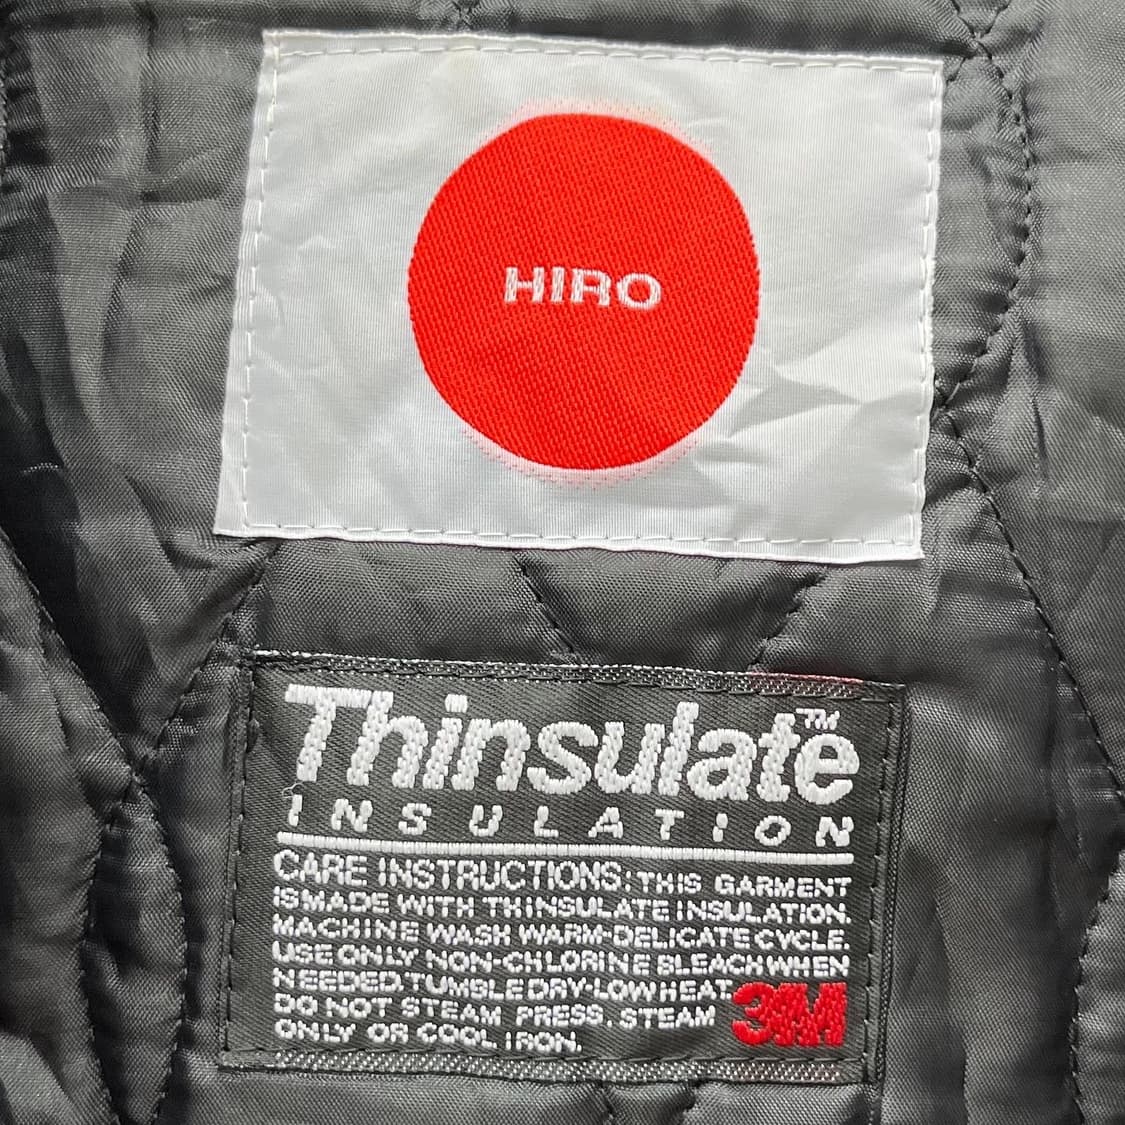 HIRO
Thinsulate™
INSULATION
CARE INSTRUCTIONS: THIS GARMENT
IS MADE WITH THINSULATE INSULATION.
MACHINE WASH WARM-DELICATE CYCLE.
USE ONLY NON-CHLORINE BLEACH WHEN
NEEDED. TUMBLE DRY-LOW HEAT.
DO NOT STEAM PRESS. STEAM
ONLY OR COOL IRON.
3M